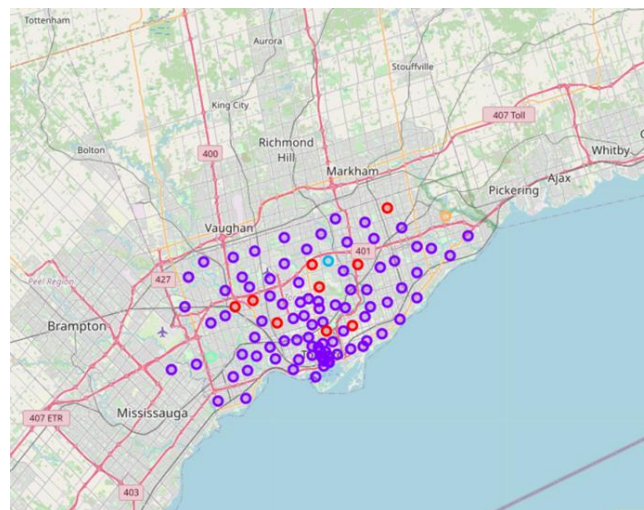 Tottenham
Aurora
Stouffville
King City
407 Toll
Bolton
400
Richmond
Hill
Whitby
Markham
Ajax
Pickering
Vaughan
401
427
Peel Region
Brampton
Mississauga
407 ETR
403